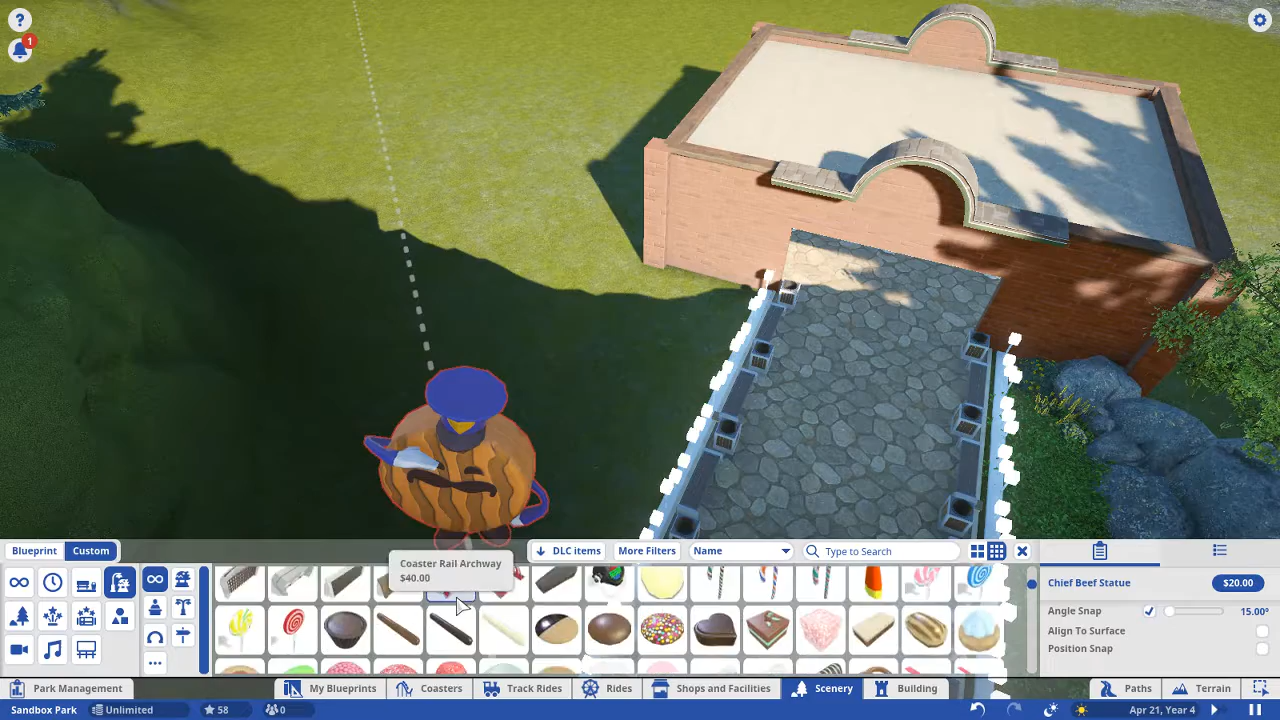 ?
1
Blueprint Custom
DLC items More Filters Name Type to Search
Coaster Rail Archway
$40.00
Chief Beef Statue $20.00
Angle Snap 15.00°
Align To Surface
Position Snap
Park Management My Blueprints Coasters Track Rides Rides Shops and Facilities Scenery Building Paths Terrain
Sandbox Park Unlimited 58 0 Apr 21, Year 4